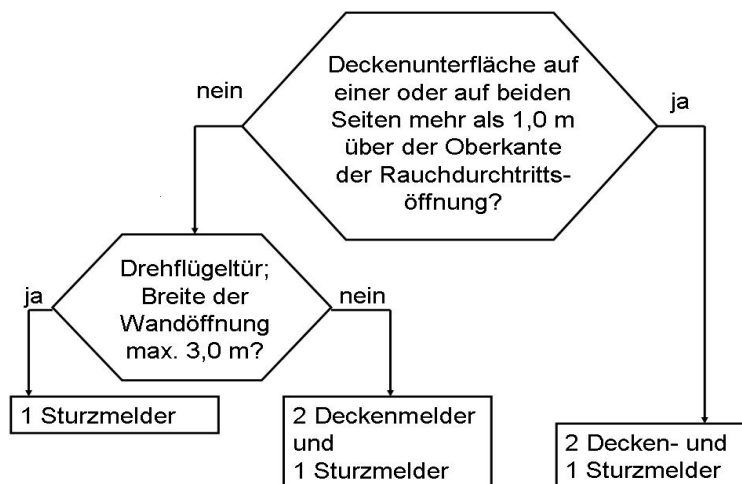 Deckenunterfläche auf
einer oder auf beiden
Seiten mehr als 1,0 m
über der Oberkante
der Rauchdurchtritts-
öffnung?
nein
ja
Drehflügeltür;
Breite der
Wandöffnung
max. 3,0 m?
ja
nein
1 Sturzmelder
2 Deckenmelder
und
1 Sturzmelder
2 Decken- und
1 Sturzmelder